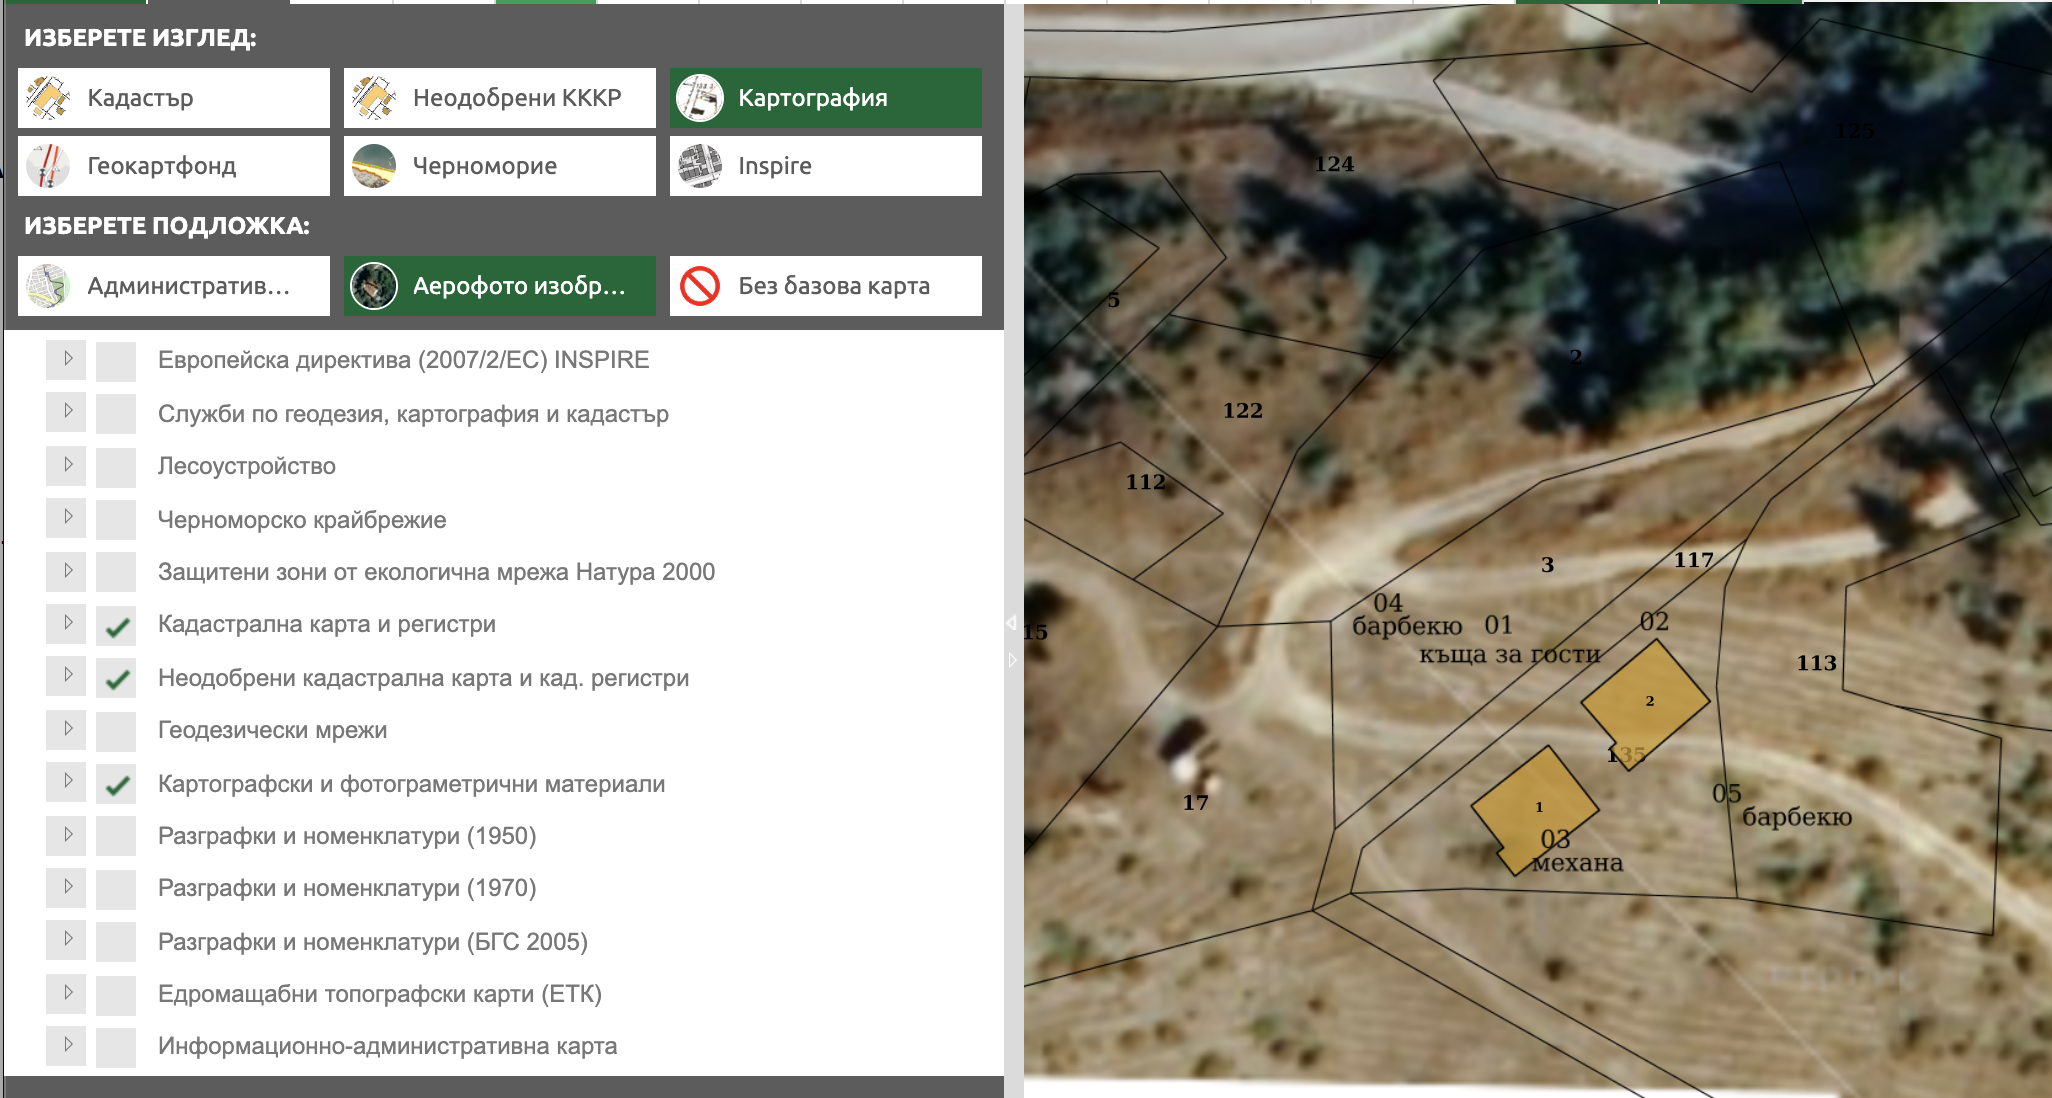 ИЗБЕРЕТЕ ИЗГЛЕД:
Кадастър
Неодобрени КККР
Картография
Геокартфонд
Черноморие
Inspire
ИЗБЕРЕТЕ ПОДЛОЖКА:
Административ...
Аерофото изобр...
Без базова карта
Европейска директива (2007/2/ЕС) INSPIRE
Служби по геодезия, картография и кадастър
Лесоустройство
Черноморско крайбрежие
Защитени зони от екологична мрежа Натура 2000
Кадастрална карта и регистри
Неодобрени кадастрална карта и кад. регистри
Геодезически мрежи
Картографски и фотограметрични материали
Разграфки и номенклатури (1950)
Разграфки и номенклатури (1970)
Разграфки и номенклатури (БГС 2005)
Едромащабни топографски карти (ЕТК)
Информационно-административна карта
125
124
5
2
122
112
3
117
04
барбекю
01
къща за гости
02
15
113
2
135
17
1
03
механа
05
барбекю